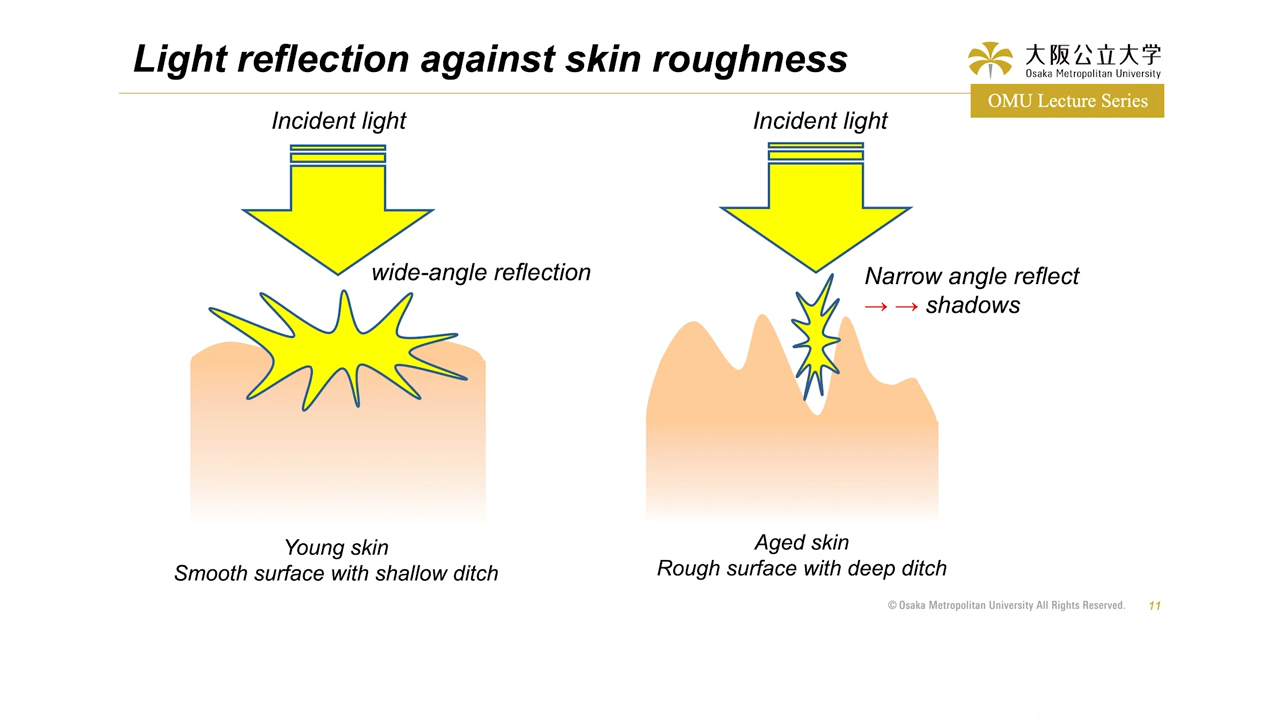 Light reflection against skin roughness
大阪公立大学
Osaka Metropolitan University
OMU Lecture Series
Incident light
wide-angle reflection
Young skin
Smooth surface with shallow ditch
Incident light
Narrow angle reflect
→ → shadows
Aged skin
Rough surface with deep ditch
© Osaka Metropolitan University All Rights Reserved.
11